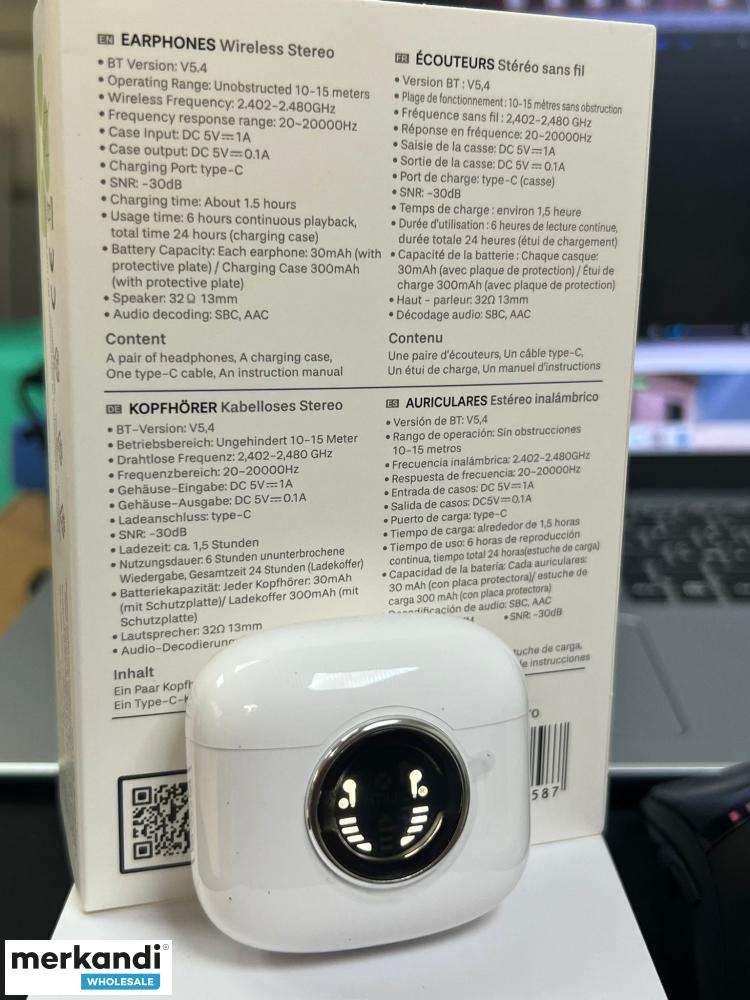 EN EARPHONES Wireless Stereo
• BT Version: V5.4
• Operating Range: Unobstructed 10-15 meters
• Wireless Frequency: 2.402-2.480GHz
• Frequency response range: 20~20000Hz
• Case Input: DC 5V⎓1A
• Case output: DC 5V⎓0.1A
• Charging Port: type-C
• SNR: -30dB
• Charging time: About 1.5 hours
• Usage time: 6 hours continuous playback,
total time 24 hours (charging case)
• Battery Capacity: Each earphone: 30mAh (with
protective plate) / Charging Case 300mAh
(with protective plate)
• Speaker: 32Ω 13mm
• Audio decoding: SBC, AAC
Content
A pair of headphones, A charging case,
One type-C cable, An instruction manual
FR ÉCOUTEURS Stéréo sans fil
• Version BT : V5,4
• Plage de fonctionnement : 10-15 mètres sans obstruction
• Fréquence sans fil : 2,402-2,480 GHz
• Réponse en fréquence: 20~20000Hz
• Saisie de la casse: DC 5V⎓1A
• Sortie de la casse: DC 5V⎓ 0.1A
• Port de charge: type-C (casse)
• SNR: -30dB
• Temps de charge : environ 1,5 heure
• Durée d'utilisation : 6 heures de lecture continue,
durée totale 24 heures (étui de chargement)
• Capacité de la batterie : Chaque casque:
30mAh (avec plaque de protection) / Étui de
charge 300mAh (avec plaque de protection)
• Haut - parleur: 32Ω 13mm
• Décodage audio: SBC, AAC
Contenu
Une paire d'écouteurs, Un câble type-C,
Un étui de charge, Un manuel d'instructions
DE KOPFHÖRER Kabelloses Stereo
• BT-Version: V5,4
• Betriebsbereich: Ungehindert 10-15 Meter
• Drahtlose Frequenz: 2,402-2,480 GHz
• Frequenzbereich: 20-20000Hz
• Gehäuse-Eingabe: DC 5V⎓1A
• Gehäuse-Ausgabe: DC 5V⎓0.1A
• Ladeanschluss: type-C
• SNR: -30dB
• Ladezeit: ca. 1,5 Stunden
• Nutzungsdauer: 6 Stunden ununterbrochene
Wiedergabe, Gesamtzeit 24 Stunden (Ladekoffer)
• Batteriekapazität: Jeder Kopfhörer: 30mAh
(mit Schutzplatte)/ Ladekoffer 300mAh (mit
Schutzplatte)
• Lautsprecher: 32Ω 13mm
• Audio-Decodierung
Inhalt
Ein Paar Kopfh
Ein Type-C-K
ES AURICULARES Estéreo inalámbrico
• Versión de BT: V5,4
• Rango de operación: Sin obstrucciones
10-15 metros
• Frecuencia inalámbrica: 2.402-2.480GHz
• Respuesta de frecuencia: 20~20000Hz
• Entrada de casos: DC 5V⎓1A
• Salida de casos: DC5V⎓0,1A
• Puerto de carga: type-C
• Tiempo de carga: alrededor de 1,5 horas
• Tiempo de uso: 6 horas de reproducción
continua, tiempo total 24 horas(estuche de carga)
• Capacidad de la batería: Cada auriculares:
30 mAh (con placa protectora)/ estuche de
carga 300 mAh (con placa protectora)
de audio: SBC, AAC
• SNR: -30dB
de carga,
instrucciones
587
merkandi®
WHOLESALE